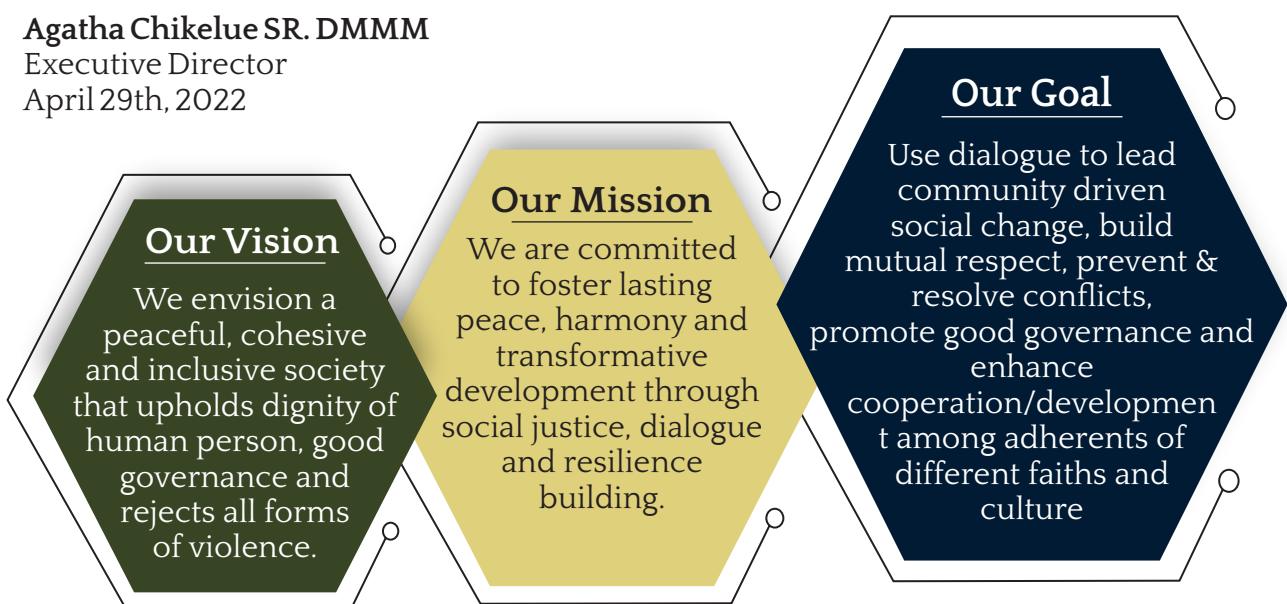 Agatha Chikelue SR. DMMM
Executive Director
April 29th, 2022
Our Vision
We envision a
peaceful, cohesive
and inclusive society
that upholds dignity of
human person, good
governance and
rejects all forms
of violence.
Our Mission
We are committed
to foster lasting
peace, harmony and
transformative
development through
social justice, dialogue
and resilience
building.
Our Goal
Use dialogue to lead
community driven
social change, build
mutual respect, prevent &
resolve conflicts,
promote good governance and
enhance
cooperation/developmen
t among adherents of
different faiths and
culture